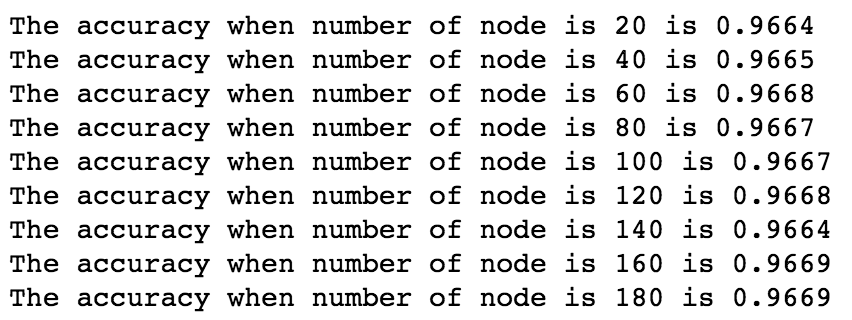 The accuracy when number of node is 20 is 0.9664
The accuracy when number of node is 40 is 0.9665
The accuracy when number of node is 60 is 0.9668
The accuracy when number of node is 80 is 0.9667
The accuracy when number of node is 100 is 0.9667
The accuracy when number of node is 120 is 0.9668
The accuracy when number of node is 140 is 0.9664
The accuracy when number of node is 160 is 0.9669
The accuracy when number of node is 180 is 0.9669